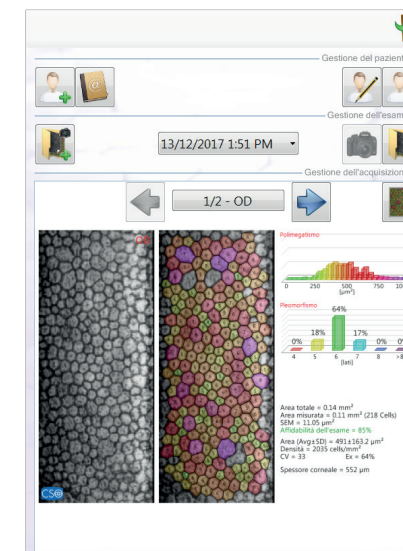 Gestione del pazient
Gestione dell'esam
13/12/2017 1:51 PM
Gestione dell'acquisizion
1/2 - OD
Polimegatismo
0 250 500 750 100
[µm²]
Pleomorfismo
64%
18% 17%
0% 0% 0%
4 5 6 7 8 >8
[lati]
Area totale = 0.14 mm²
Area misurata = 0.11 mm² (218 Cells)
SEM = 11.05 µm²
Affidabilità dell'esame = 85%
Area (Avg±SD) = 491±163.2 µm²
Densità = 2035 cells/mm²
CV = 33 Ex = 64%
Spessore corneale = 552 µm
CSO